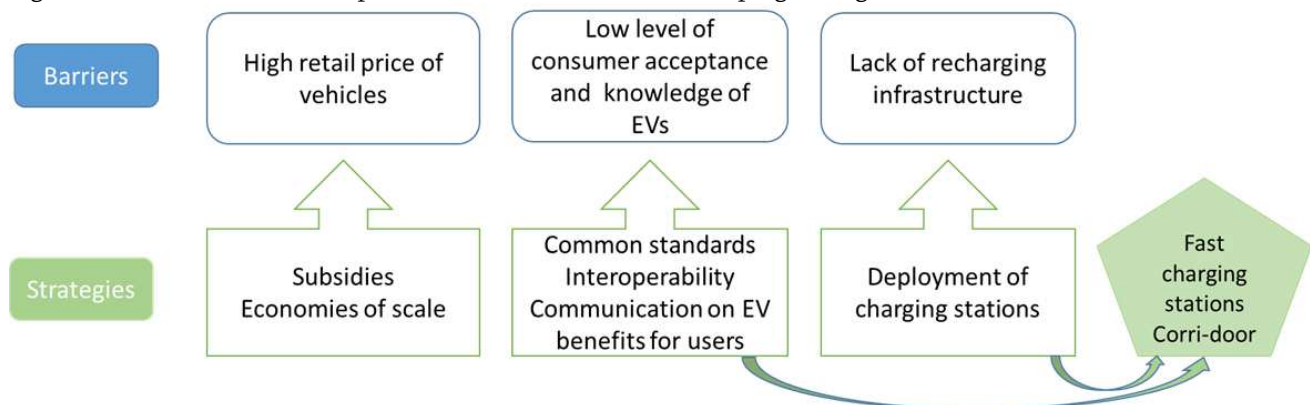 Barriers
High retail price of
vehicles
Low level of
consumer acceptance
and knowledge of
EVs
Lack of recharging
infrastructure
Strategies
Subsidies
Economies of scale
Common standards
Interoperability
Communication on EV
benefits for users
Deployment of
charging stations
Fast
charging
stations
Corri-door